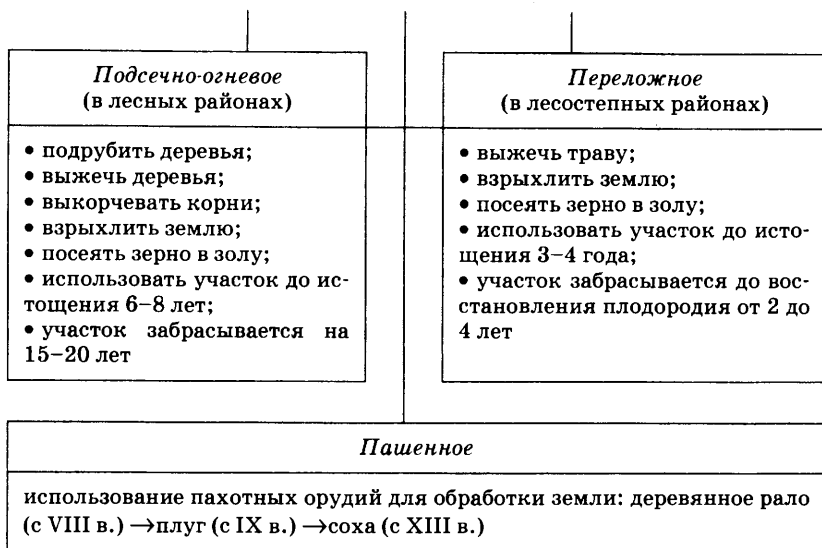 Подсечно-огневое
(в лесных районах)
• подрубить деревья;
• выжечь деревья;
• выкорчевать корни;
• взрыхлить землю;
• посеять зерно в золу;
• использовать участок до ис-
тощения 6–8 лет;
• участок забрасывается на
15–20 лет
Переложное
(в лесостепных районах)
• выжечь траву;
• взрыхлить землю;
• посеять зерно в золу;
• использовать участок до исто-
щения 3–4 года;
• участок забрасывается до вос-
становления плодородия от 2 до
4 лет
Пашенное
использование пахотных орудий для обработки земли: деревянное рало
(с VIII в.) →плуг (с IX в.) →соха (с XIII в.)